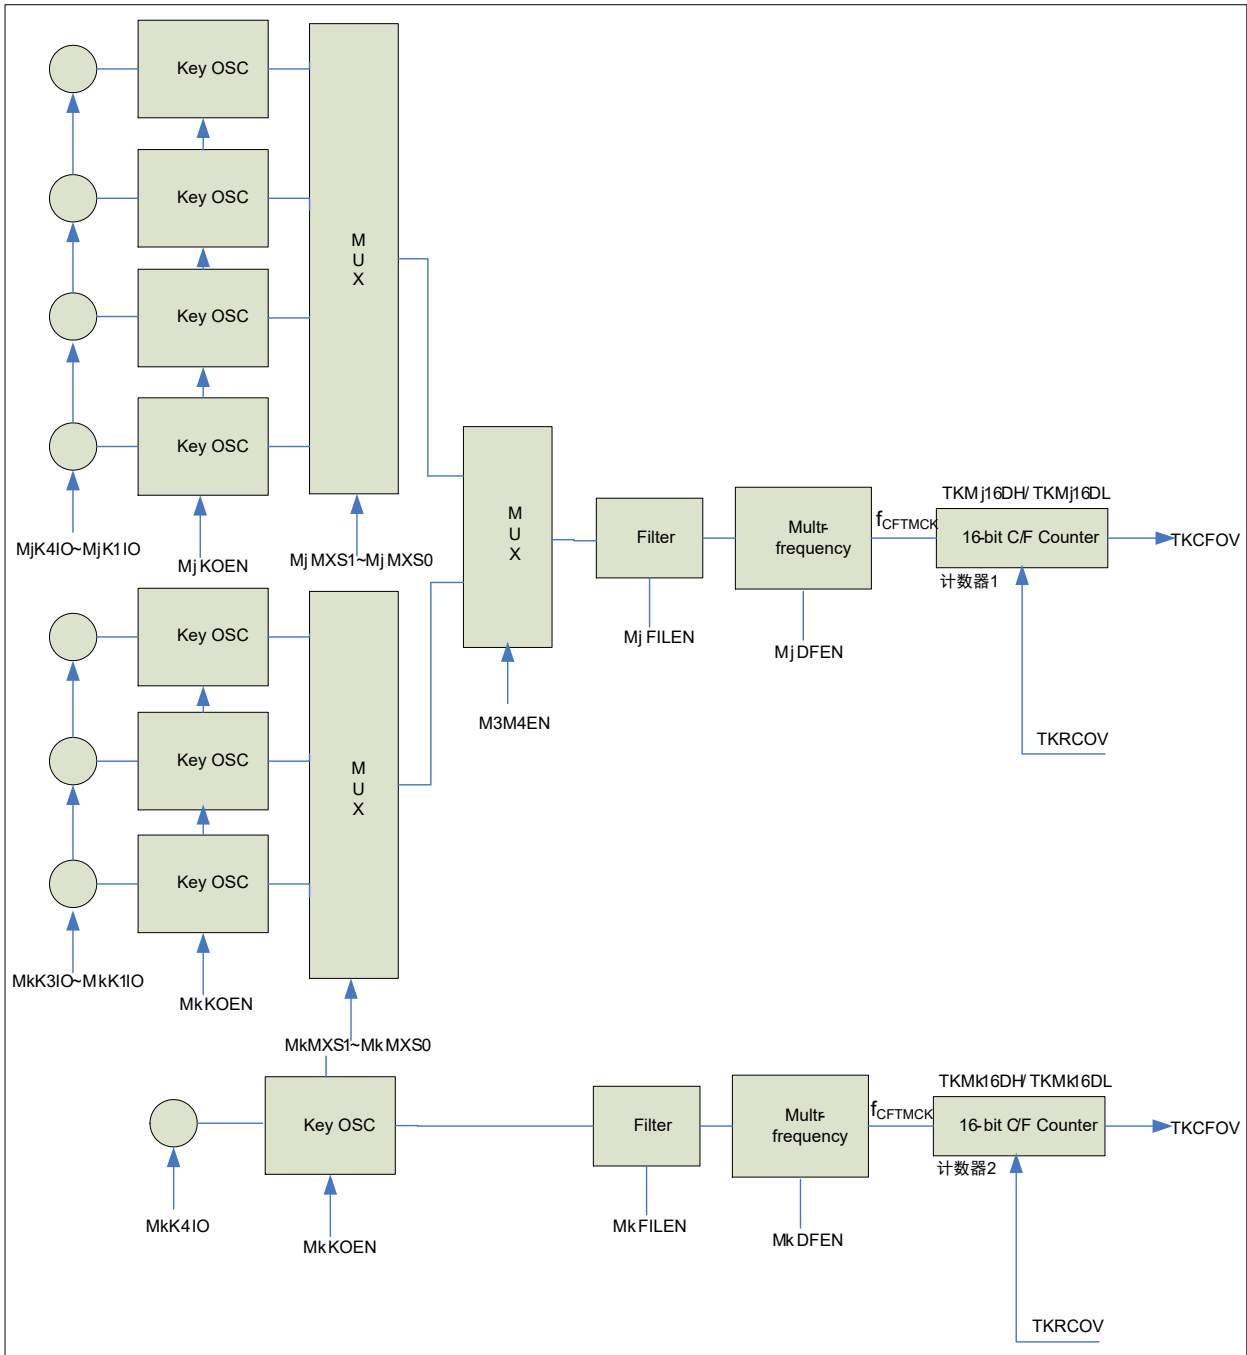 Key OSC
Key OSC
Key OSC
Key OSC
M
U
X
MjK4IO~MjK1IO
MjKOEN
MjMXS1~MjMXS0
Key OSC
Key OSC
Key OSC
M
U
X
MkK3IO~MkK1IO
MkKOEN
MkMXS1~MkMXS0
M
U
X
M3M4EN
Filter
MjFILEN
Multr-
frequency
MjDFEN
fCFTMCK
TKMj16DH/TKMj16DL
16-bit C/F Counter
计数器1
TKCFOV
TKRCOV
Key OSC
MkK4IO
MkKOEN
Filter
MkFILEN
Multr-
frequency
MkDFEN
fCFTMCK
TKMk16DH/TKMk16DL
16-bit C/F Counter
计数器2
TKCFOV
TKRCOV